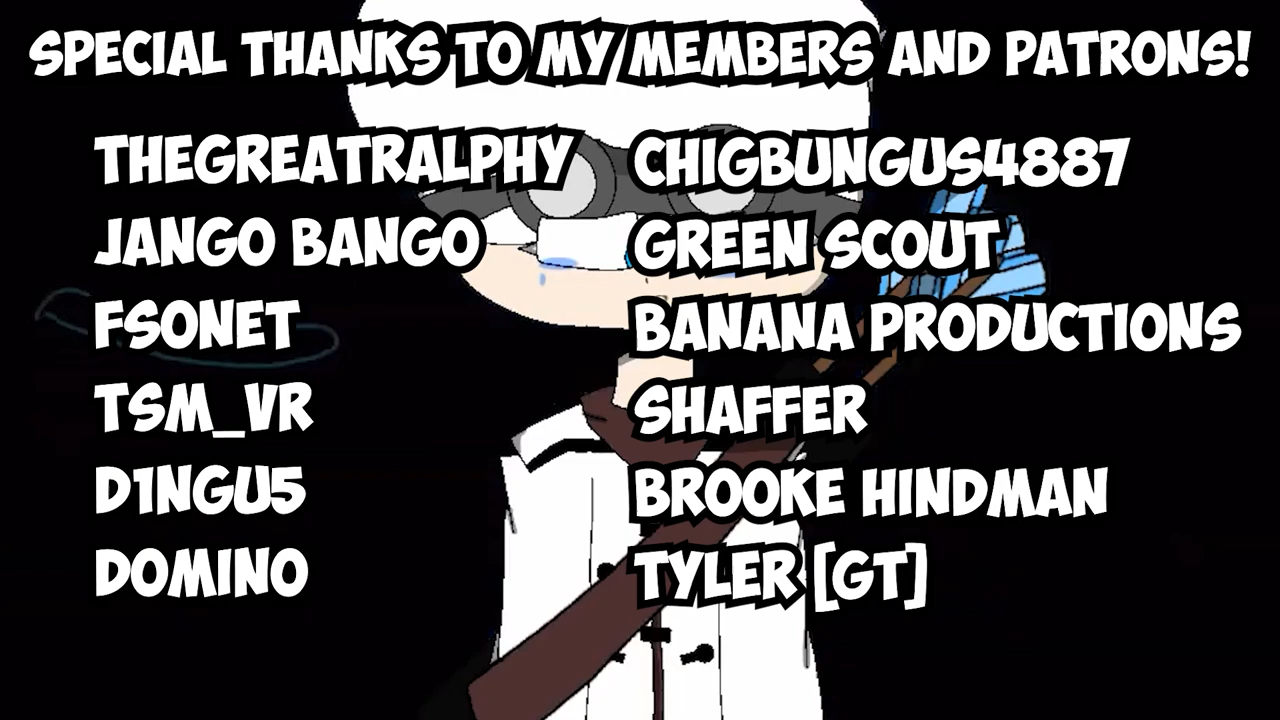 SPECIAL THANKS TO MY MEMBERS AND PATRONS!
THEGREATRALPHY
JANGO BANGO
FSONET
TSM_VR
D1NGU5
DOMINO
CHIGBUNGUS4887
GREEN SCOUT
BANANA PRODUCTIONS
SHAFFER
BROOKE HINDMAN
TYLER [GT]